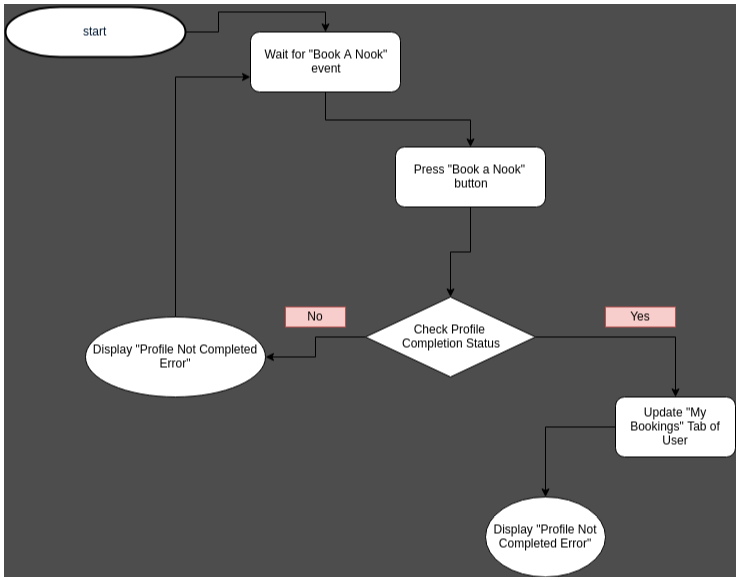 start
Wait for "Book A Nook"
event
Press "Book a Nook"
button
No
Yes
Check Profile
Completion Status
Display "Profile Not Completed
Error"
Update "My
Bookings" Tab of
User
Display "Profile Not
Completed Error"